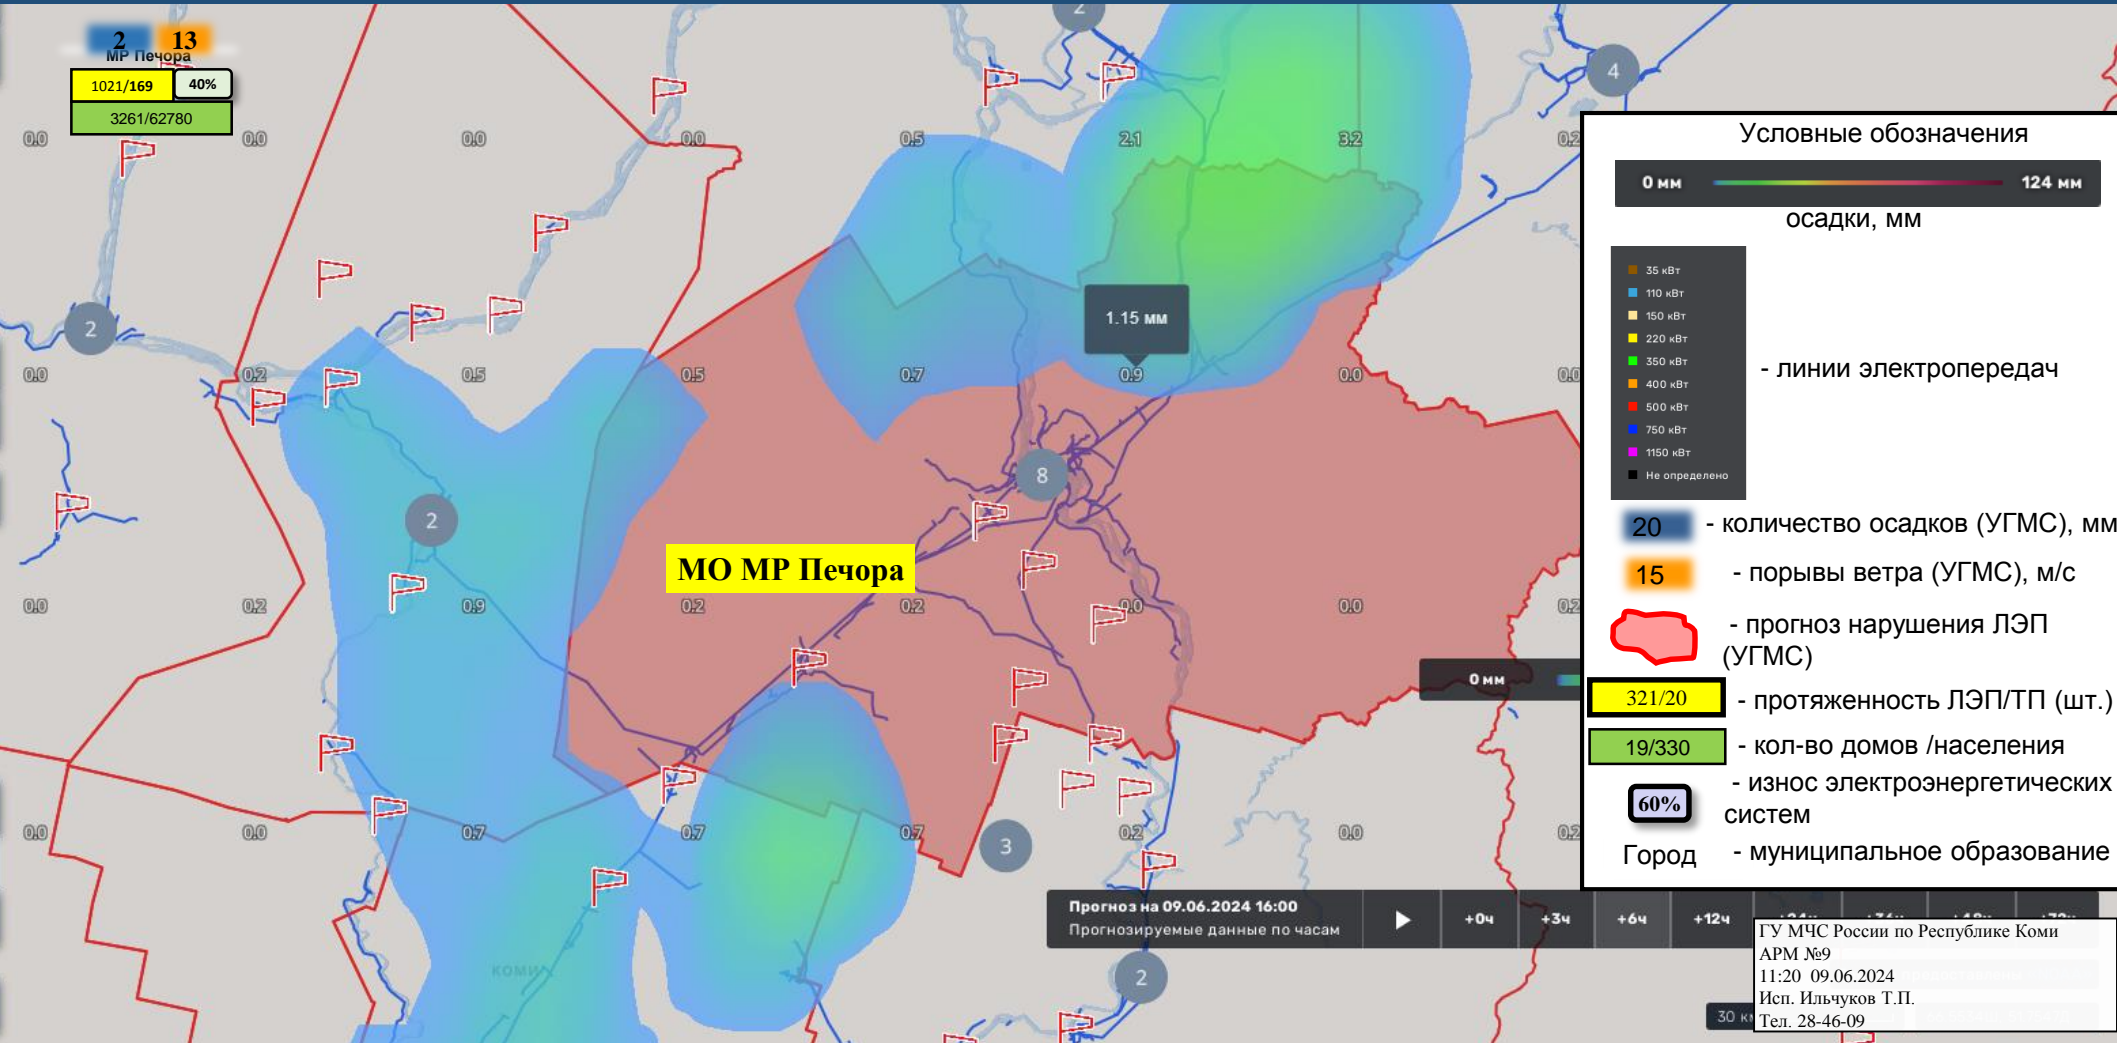 2 13
МР Печора
1021/169 40%
3261/62780
2
4
0.0 0.0 0.0 0.0 0.5 2.1 3.2 0.2
1.15 мм
2
0.0 0.2 0.5 0.5 0.7 0.9 0.0 0.0
8
2
МО МР Печора
0.0 0.2 0.9 0.2 0.2 0.0 0.0 0.2
0 мм
0.0 0.0 0.7 0.7 0.7 0.2 0.0 0.2
3
КОМИ
2
Прогноз на 09.06.2024 16:00
Прогнозируемые данные по часам
+0ч +3ч +6ч +12ч
30 к
Условные обозначения
0 мм 124 мм
осадки, мм
35 кВт
110 кВт
150 кВт
220 кВт
350 кВт
400 кВт
500 кВт
750 кВт
1150 кВт
Не определено
- линии электропередач
20 - количество осадков (УГМС), мм
15 - порывы ветра (УГМС), м/с
- прогноз нарушения ЛЭП
(УГМС)
321/20 - протяженность ЛЭП/ТП (шт.)
19/330 - кол-во домов /населения
60% - износ электроэнергетических
систем
Город - муниципальное образование
ГУ МЧС России по Республике Коми
АРМ №9
11:20 09.06.2024
Исп. Ильчуков Т.П.
Тел. 28-46-09